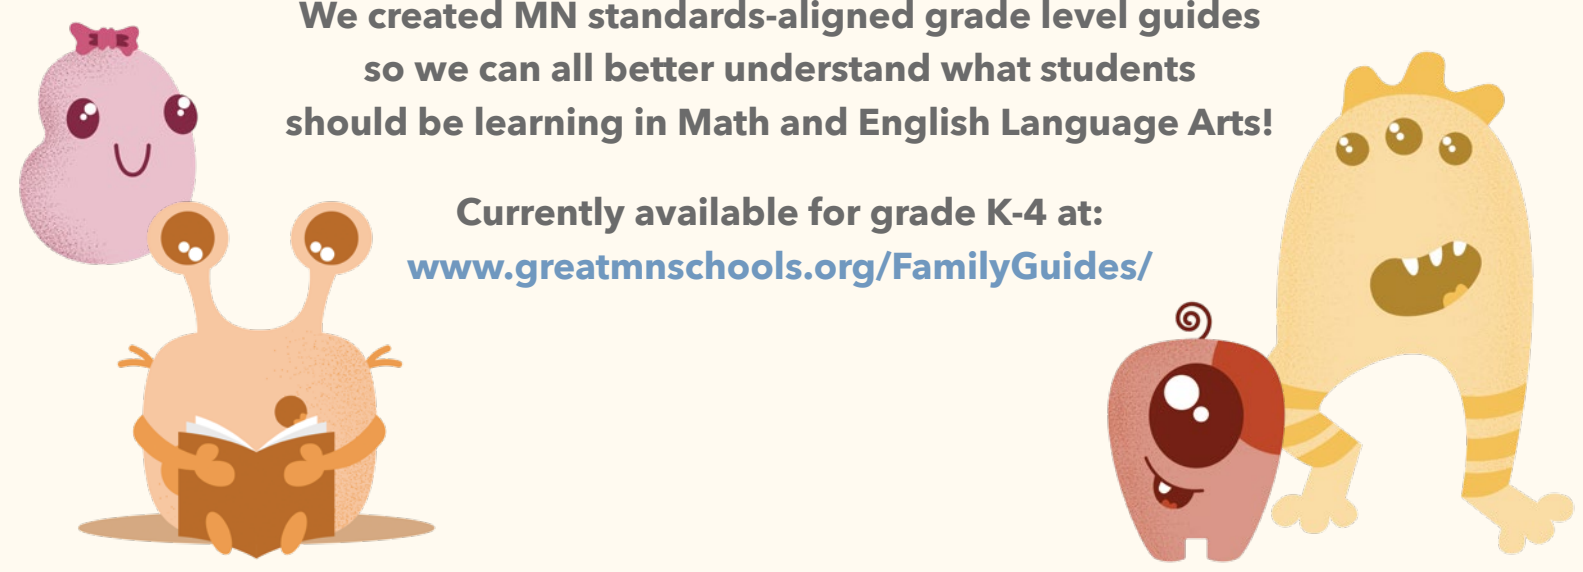 We created MN standards-aligned grade level guides
so we can all better understand what students
should be learning in Math and English Language Arts!
Currently available for grade K-4 at:
www.greatmnschools.org/FamilyGuides/